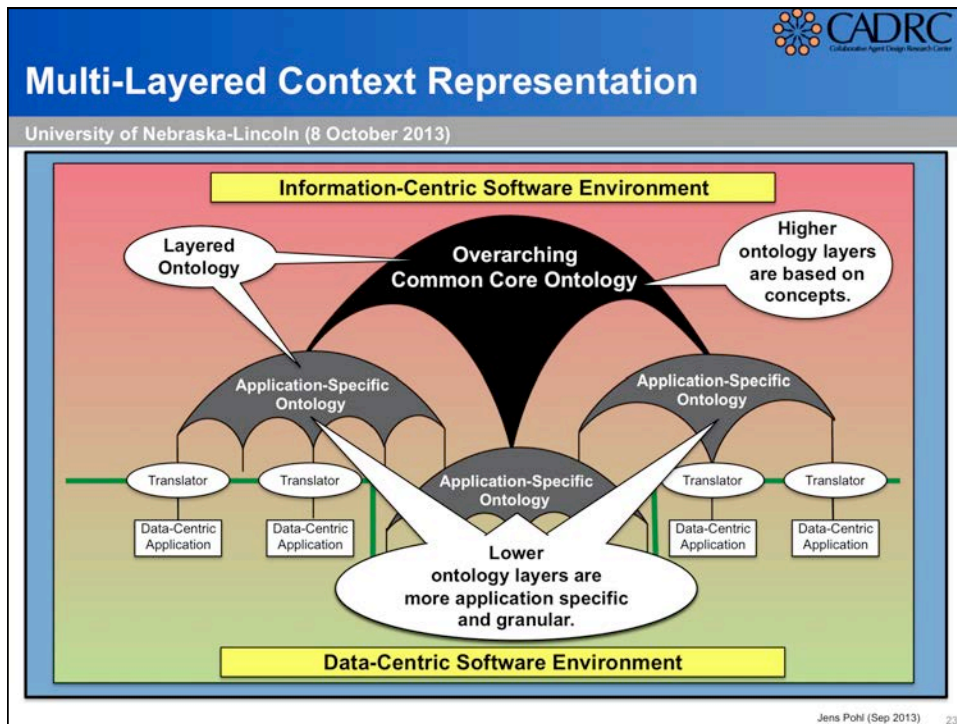 CADRC
Collaborative Agent Design Research Center
Multi-Layered Context Representation
University of Nebraska-Lincoln (8 October 2013)
Information-Centric Software Environment
Layered
Ontology
Overarching
Common Core Ontology
Higher
ontology layers
are based on
concepts.
Application-Specific
Ontology
Application-Specific
Ontology
Application-Specific
Ontology
Translator
Translator
Translator
Translator
Data-Centric
Application
Data-Centric
Application
Data-Centric
Application
Data-Centric
Application
Lower
ontology layers are
more application specific
and granular.
Data-Centric Software Environment
Jens Pohl (Sep 2013)
23